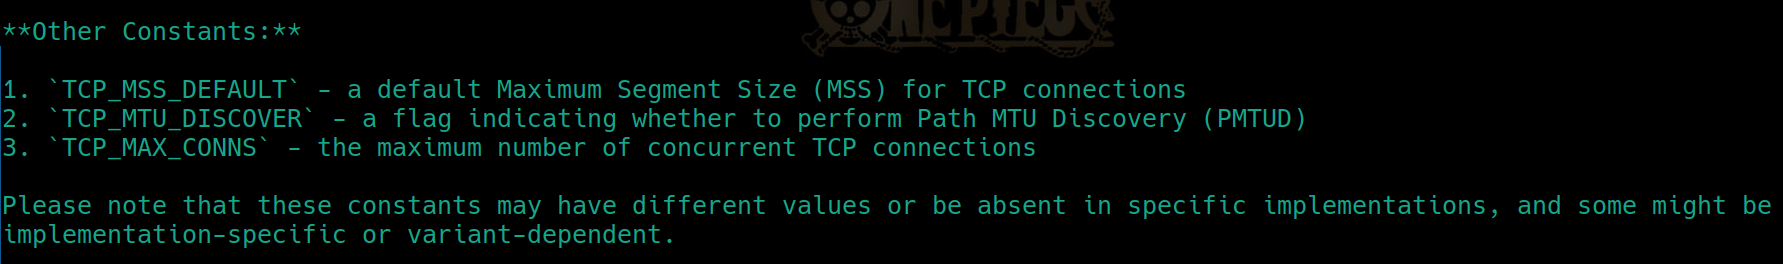 ONE PIECE
**Other Constants:**
1. `TCP_MSS_DEFAULT` - a default Maximum Segment Size (MSS) for TCP connections
2. `TCP_MTU_DISCOVER` - a flag indicating whether to perform Path MTU Discovery (PMTUD)
3. `TCP_MAX_CONNS` - the maximum number of concurrent TCP connections
Please note that these constants may have different values or be absent in specific implementations, and some might be
implementation-specific or variant-dependent.